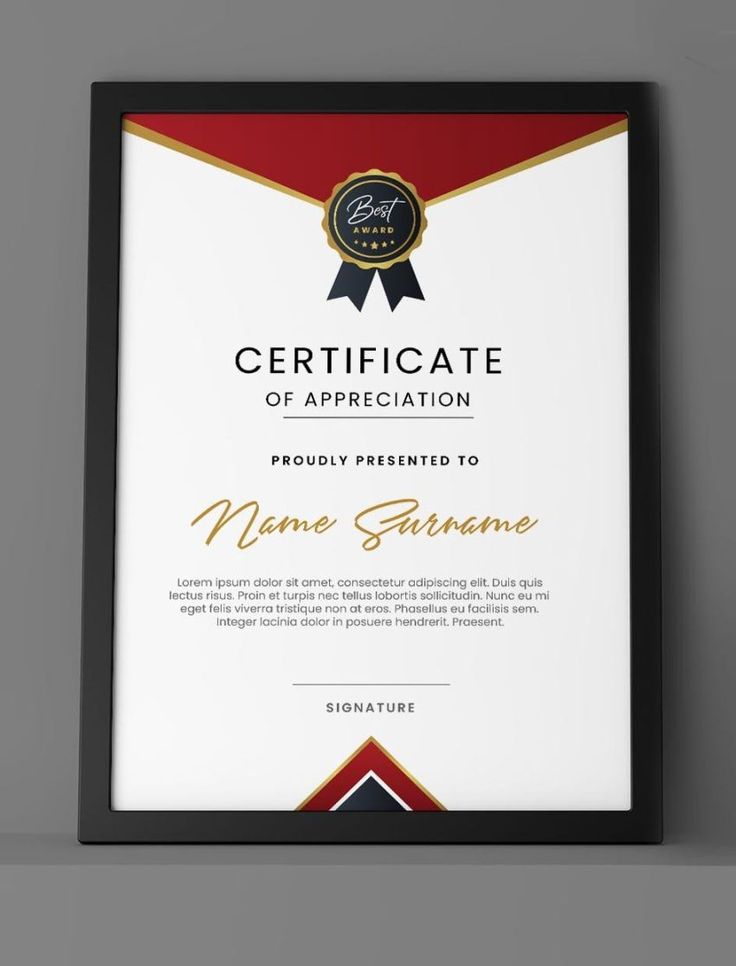 Best
AWARD
CERTIFICATE
OF APPRECIATION
PROUDLY PRESENTED TO
Name Surname
Lorem ipsum dolor sit amet, consectetur adipiscing elit. Duis quis
lectus risus. Proin et turpis nec tellus lobortis sollicitudin. Nunc eu mi
eget felis viverra tristique non at eros. Phasellus eu facilisis sem.
Integer lacinia dolor in posuere hendrerit. Praesent.
SIGNATURE